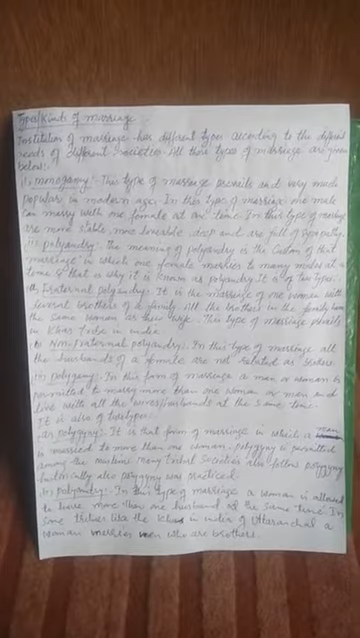 Types/Kinds of marriage
Institution of marriage has different types according to the different
needs of different societies. All these types of marriage are given
below:
(i) monogamy: This type of marriage prevails and very much
popular in modern age. In this type of marriage one male
can marry with one female at one time. In this type of marriage
are more stable, more durable, deep and are full of sympathy.
(ii) polyandry: The meaning of polyandry is the custom of that
marriage in which one female marries to many males at a
time & that is why it is known as polyandry. It is of two types.
(a) Fraternal polyandry: It is the marriage of one woman with
several brothers of a family. All the brothers in the family have
the same woman as their wife. This type of marriage prevails
in Khas tribe in india.
(b) Non-fraternal polyandry: In this type of marriage all
the husbands of a female are not related as brothers.
(iii) polygamy: In this form of marriage a man or woman is
permitted to marry more than one woman or man and
live with all the wives/husbands at the same time.
It is also of two types:
(a) polygyny: It is that form of marriage in which a man
is married to more than one woman. polygyny is permitted
among the muslims many tribal societies also follow polygyny
historically also polygyny was practiced.
(b) polyandry: In this type of marriage a woman is allowed
to have more than one husband at the same time. In
some tribes like the Khas in india of Uttaranchal a
woman marries men who are brothers.